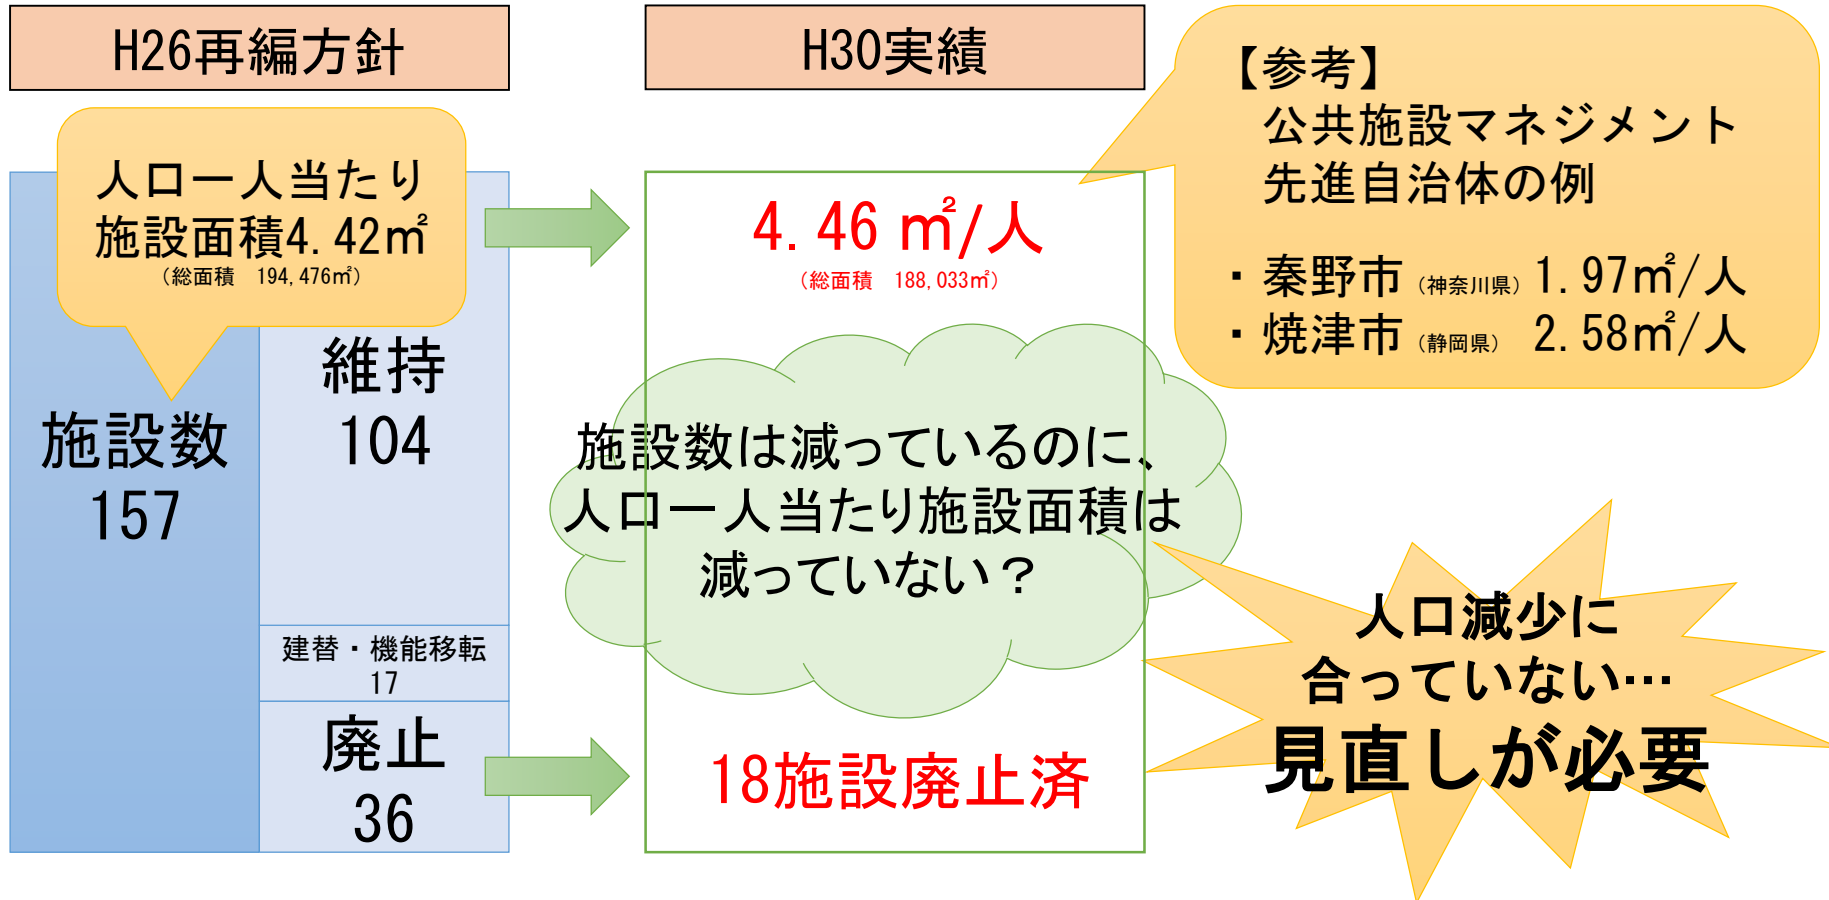 H26再編方針
人口一人当たり
施設面積4.42㎡
（総面積　194,476㎡）
施設数
157
維持
104
建替・機能移転
17
廃止
36
H30実績
4.46 ㎡/人
（総面積　188,033㎡）
施設数は減っているのに、
人口一人当たり施設面積は
減っていない？
18施設廃止済
【参考】
公共施設マネジメント
先進自治体の例
・秦野市（神奈川県）1.97㎡/人
・焼津市（静岡県）　2.58㎡/人
人口減少に
合っていない…
見直しが必要